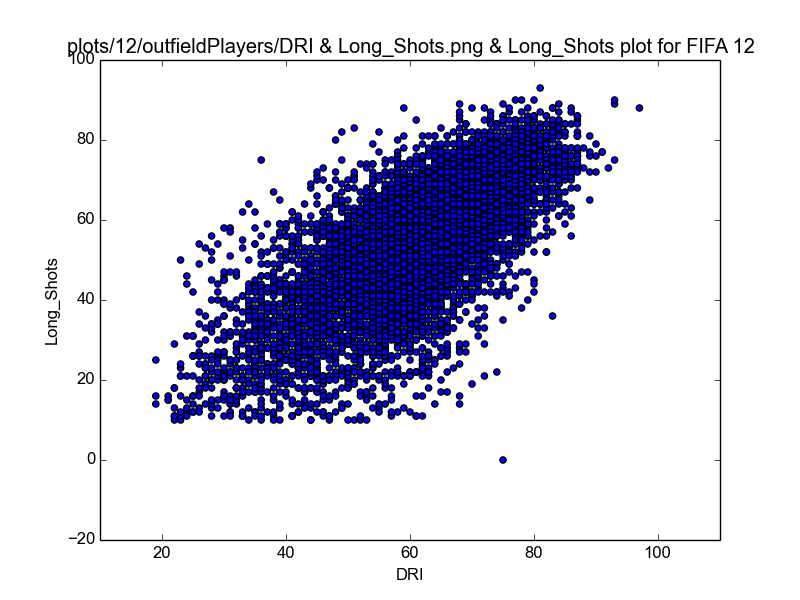 plots/12/outfieldPlayers/DRI & Long_Shots.png & Long_Shots plot for FIFA 12
100
80
60
40
20
0
−20
Long_Shots
20 40 60 80 100
DRI